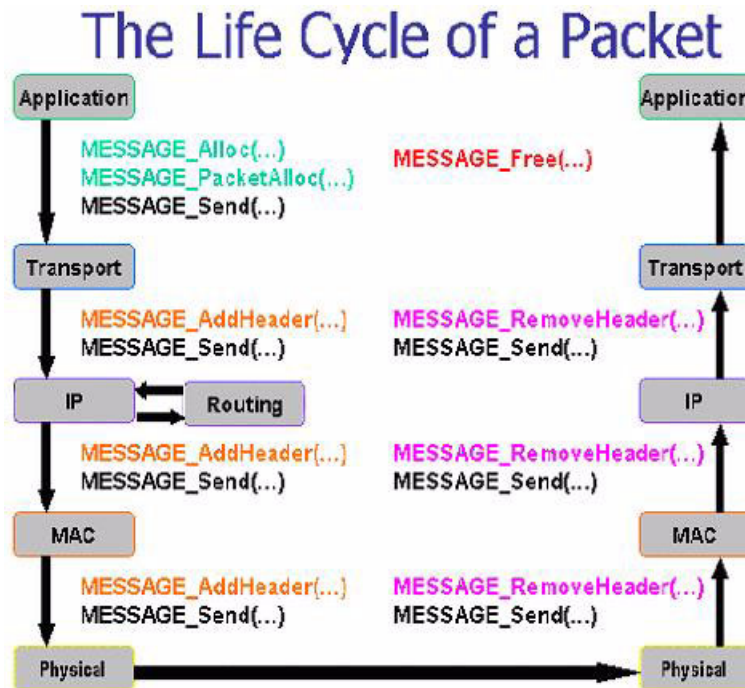 The Life Cycle of a Packet
Application
Application
MESSAGE_Alloc(...)
MESSAGE_PacketAlloc(...)
MESSAGE_Send(...)
MESSAGE_Free(...)
Transport
Transport
MESSAGE_AddHeader(...)
MESSAGE_Send(...)
MESSAGE_RemoveHeader(...)
MESSAGE_Send(...)
IP
Routing
IP
MESSAGE_AddHeader(...)
MESSAGE_Send(...)
MESSAGE_RemoveHeader(...)
MESSAGE_Send(...)
MAC
MAC
MESSAGE_AddHeader(...)
MESSAGE_Send(...)
MESSAGE_RemoveHeader(...)
MESSAGE_Send(...)
Physical
Physical